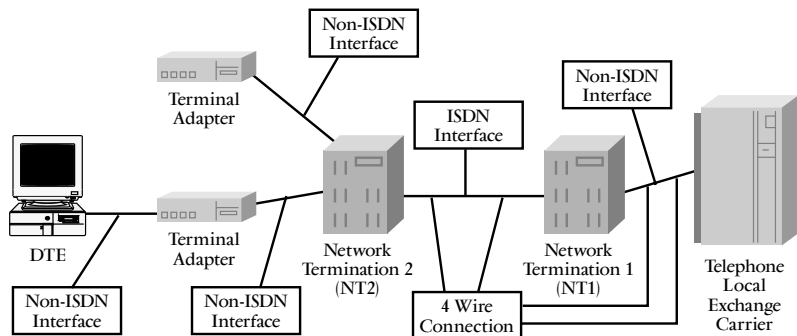 Non-ISDN
Interface
Terminal
Adapter
Non-ISDN
Interface
ISDN
Interface
DTE
Terminal
Adapter
Network
Termination 2
(NT2)
Network
Termination 1
(NT1)
Telephone
Local
Exchange
Carrier
Non-ISDN
Interface
Non-ISDN
Interface
4 Wire
Connection